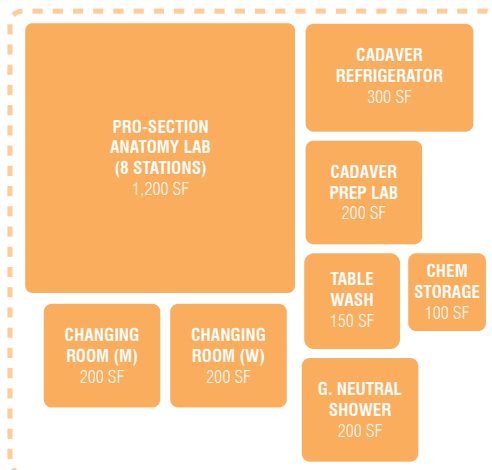 PRO-SECTION
ANATOMY LAB
(8 STATIONS)
1,200 SF
CADAVER
REFRIGERATOR
300 SF
CADAVER
PREP LAB
200 SF
TABLE
WASH
150 SF
CHEM
STORAGE
100 SF
CHANGING
ROOM (M)
200 SF
CHANGING
ROOM (W)
200 SF
G. NEUTRAL
SHOWER
200 SF